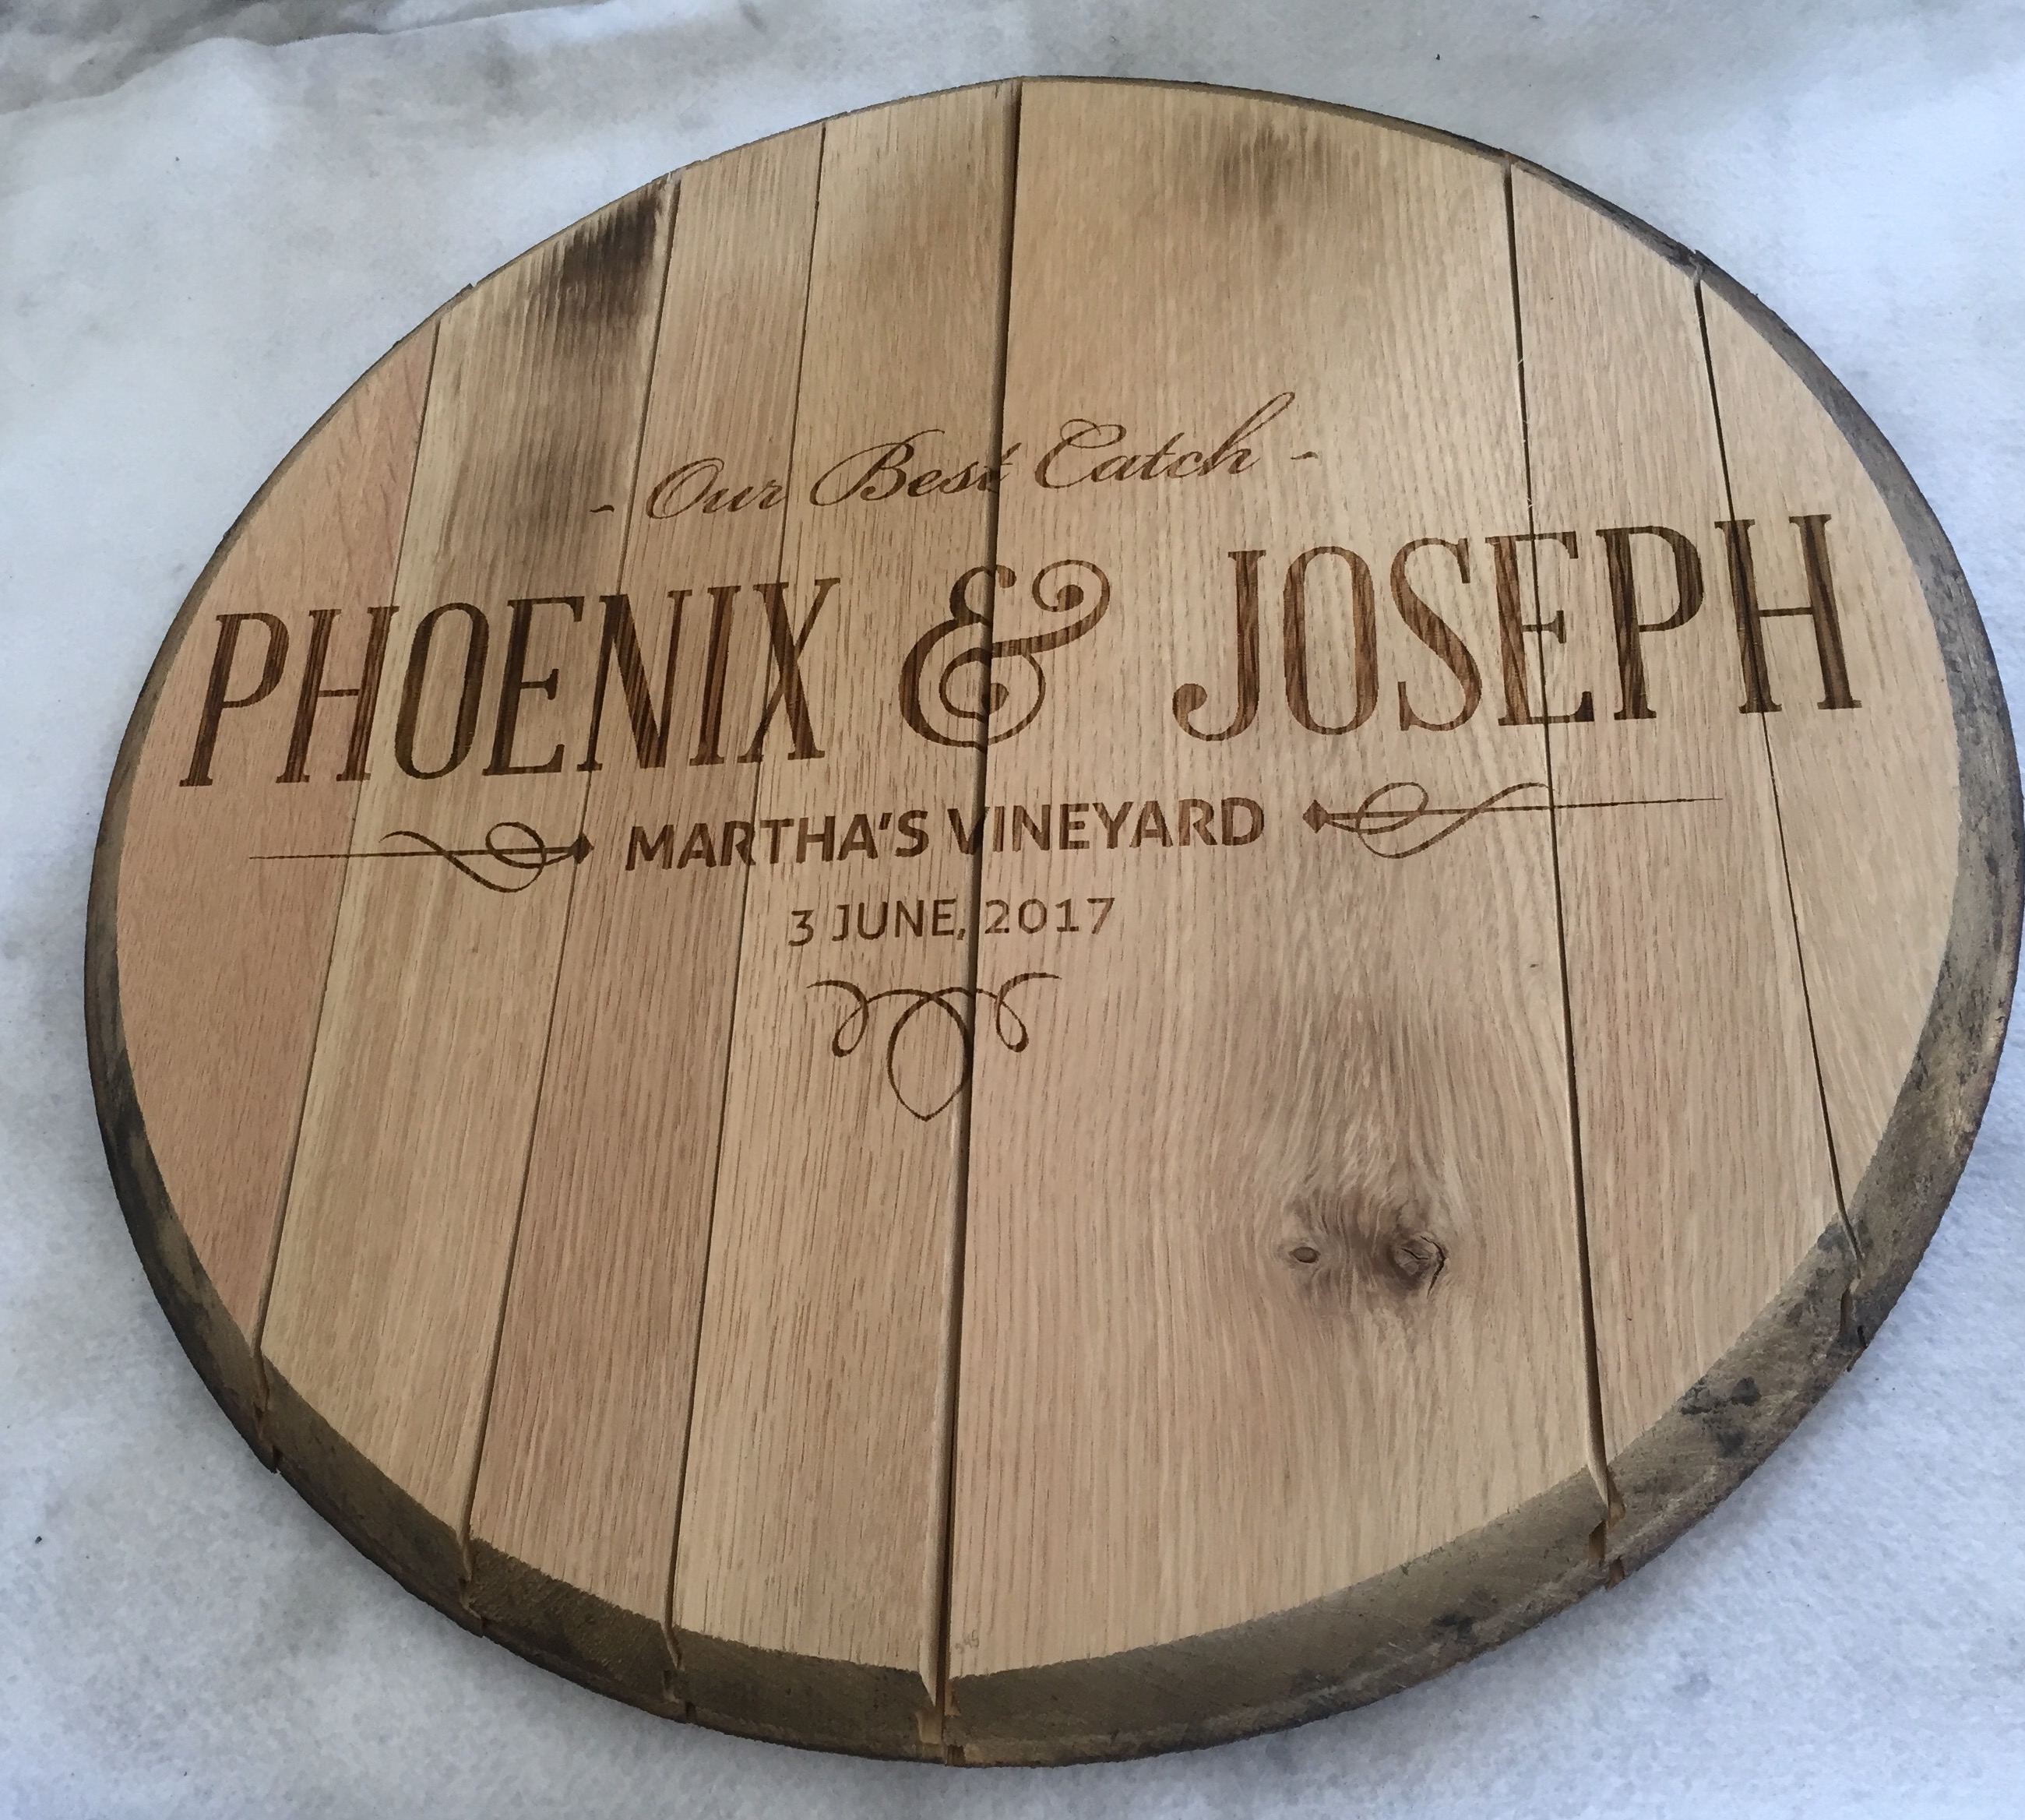 - Our Best Catch -
PHOENIX & JOSEPH
MARTHA'S VINEYARD
3 JUNE, 2017